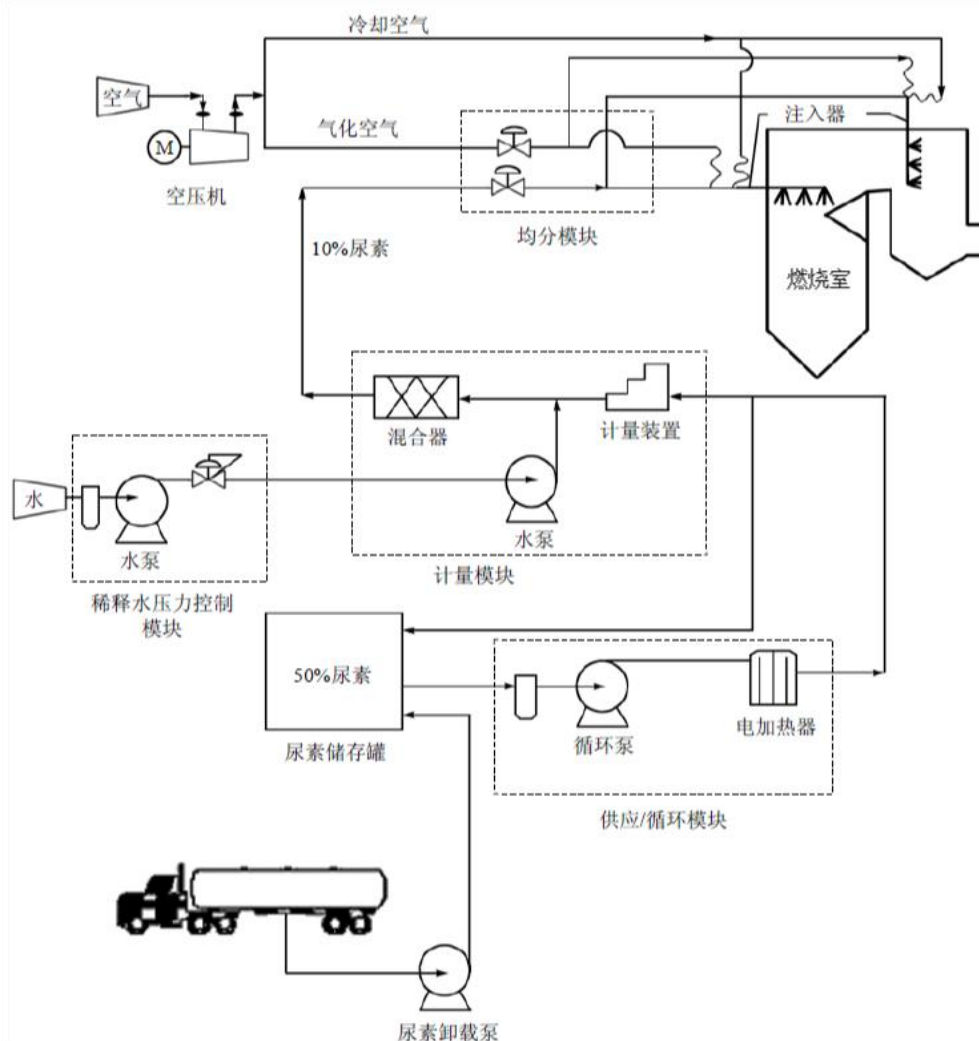 冷却空气
空气
气化空气
注入器
M
空压机
均分模块
10%尿素
燃烧室
混合器
计量装置
水
水泵
水泵
计量模块
稀释水压力控制
模块
50%尿素
尿素储存罐
循环泵
电加热器
供应/循环模块
尿素卸载泵